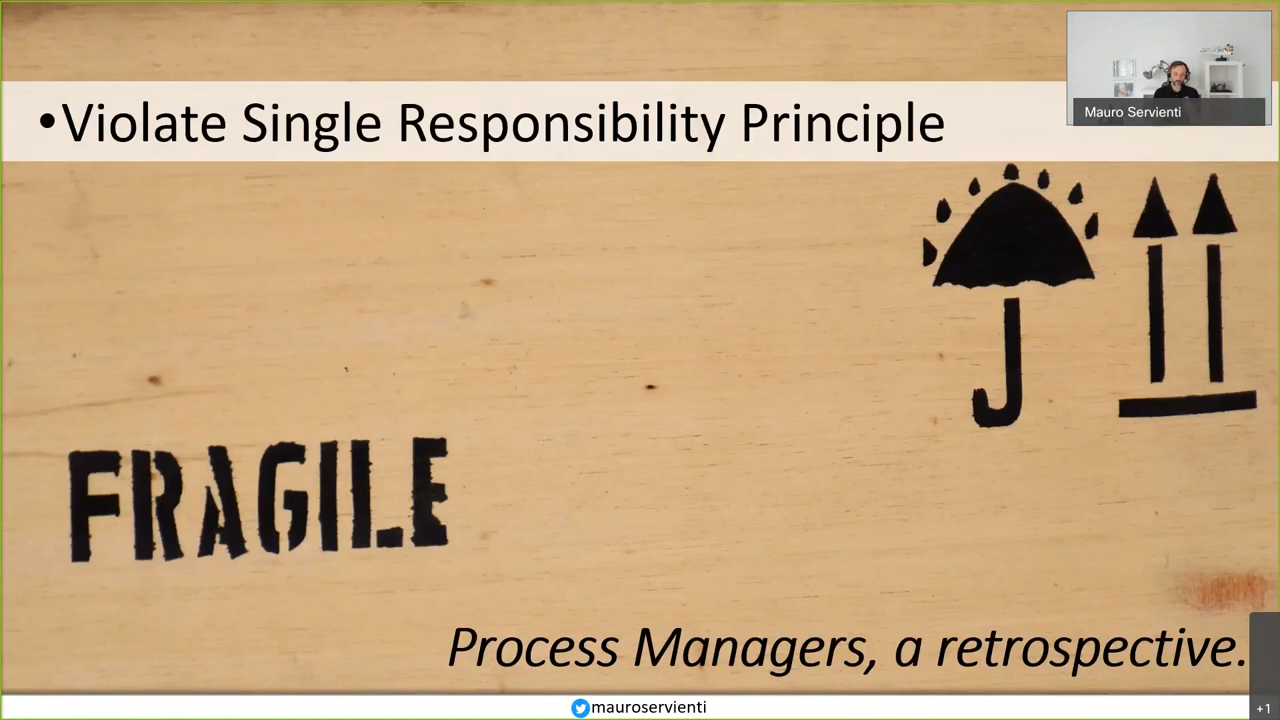 •Violate Single Responsibility Principle
Mauro Servienti
FRAGILE
Process Managers, a retrospective.
+1
mauroservienti